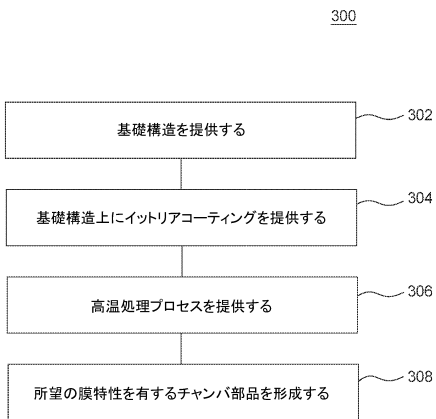 300
基礎構造を提供する
302
基礎構造上にイットリアコーティングを提供する
304
高温処理プロセスを提供する
306
所望の膜特性を有するチャンバ部品を形成する
308